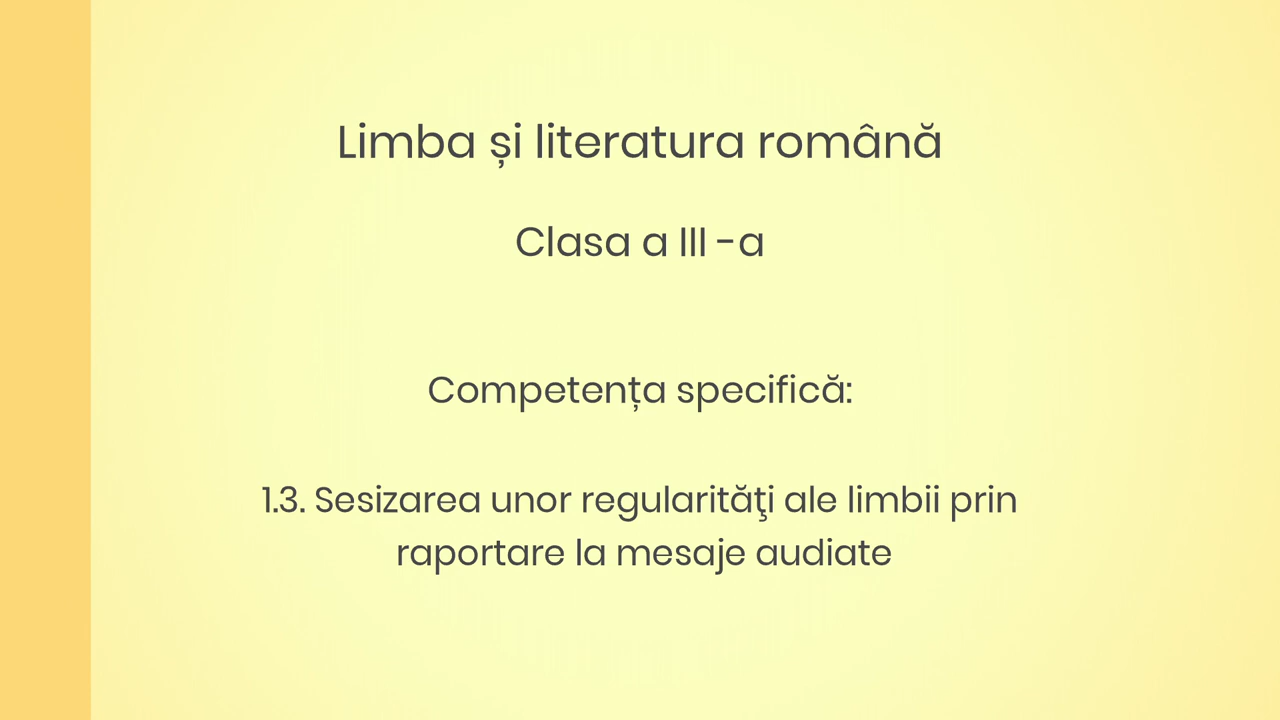 Limba și literatura română
Clasa a III -a
Competența specifică:
1.3. Sesizarea unor regularităţi ale limbii prin
raportare la mesaje audiate